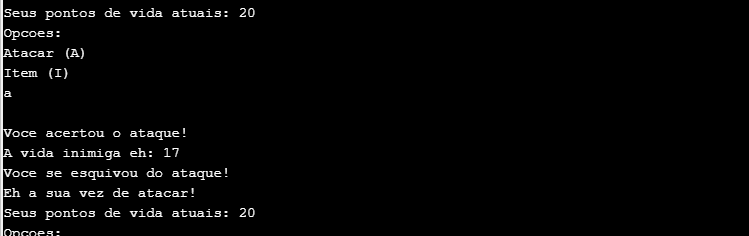 Seus pontos de vida atuais: 20
Opcoes:
Atacar (A)
Item (I)
a
Voce acertou o ataque!
A vida inimiga eh: 17
Voce se esquivou do ataque!
Eh a sua vez de atacar!
Seus pontos de vida atuais: 20
Opcoes: